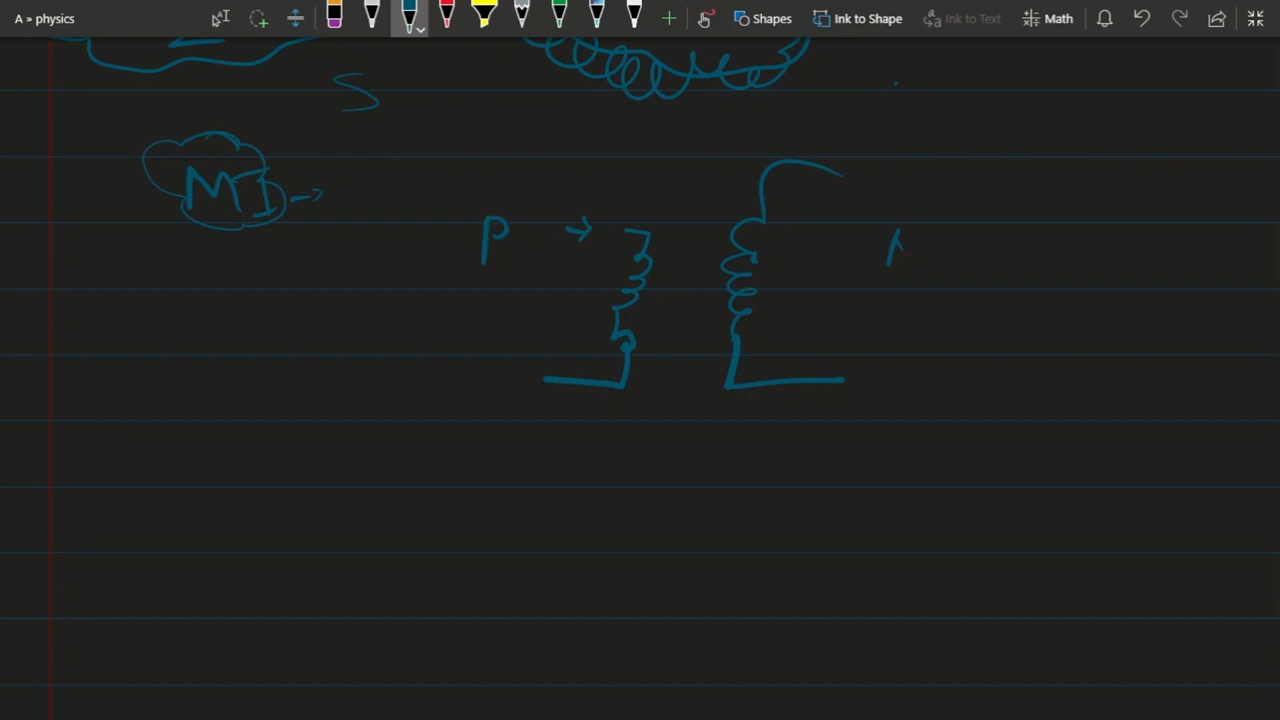 A » physics
Shapes
Ink to Shape
Ink to Text
Math
S
MI →
P →